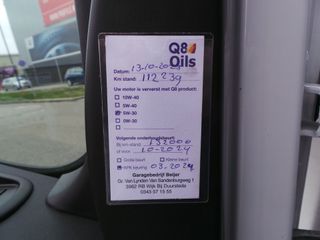 Q8
Oils
Datum: 13-10-2023
Km stand: 112239
Uw motor is ververst met Q8 product:
10W-40
5W-40
5W-30
0W-30
Volgende onderhoudsbeurt:
Bij km-stand: 132000
of voor: 10-2024
Grote beurt Kleine beurt
APK keuring 03-2024
Garagebedrijf Beijer
Gr. Van Lynden Van Sandenburgweg 1
3962 RB Wijk Bij Duurstede
0343 57 15 55